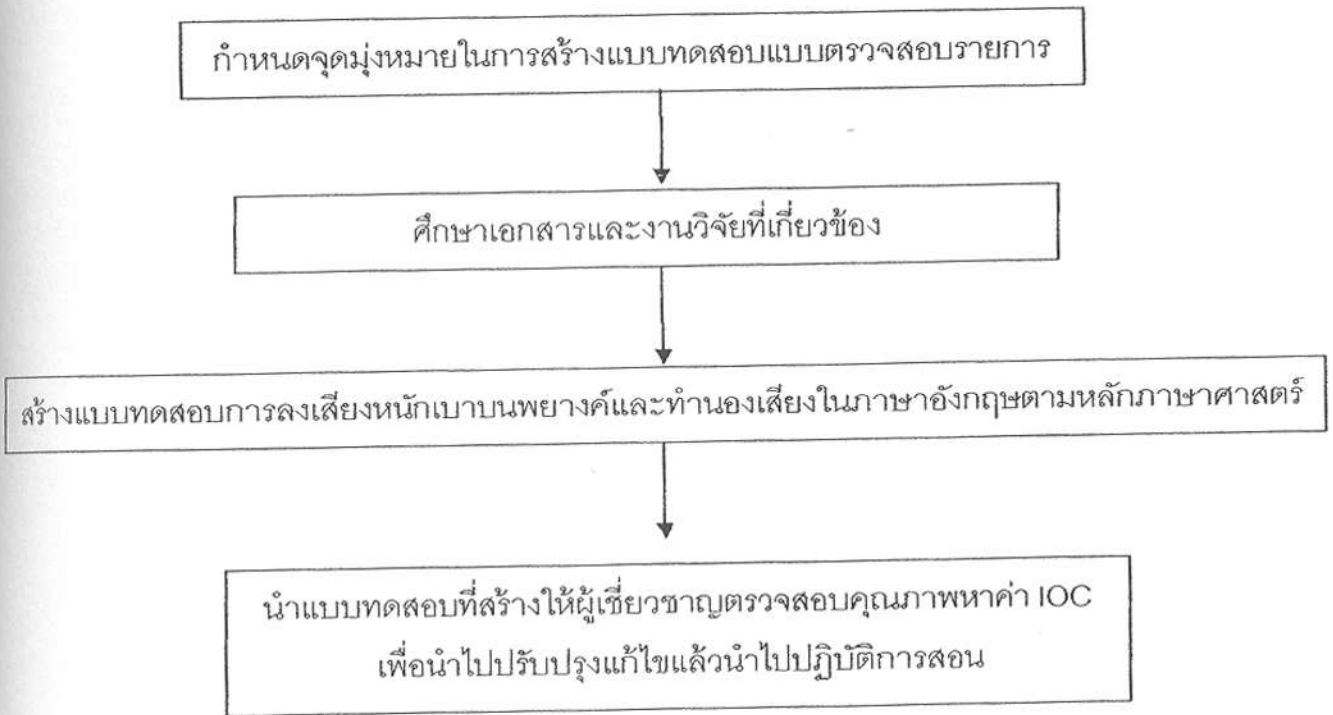 กำหนดจุดมุ่งหมายในการสร้างแบบทดสอบแบบตรวจสอบรายการ
ศึกษาเอกสารและงานวิจัยที่เกี่ยวข้อง
สร้างแบบทดสอบการลงเสียงหนักเบาบนพยางค์และทำนองเสียงในภาษาอังกฤษตามหลักภาษาศาสตร์
นำแบบทดสอบที่สร้างให้ผู้เชี่ยวชาญตรวจสอบคุณภาพหาค่า IOC
เพื่อนำไปปรับปรุงแก้ไขแล้วนำไปปฏิบัติการสอน